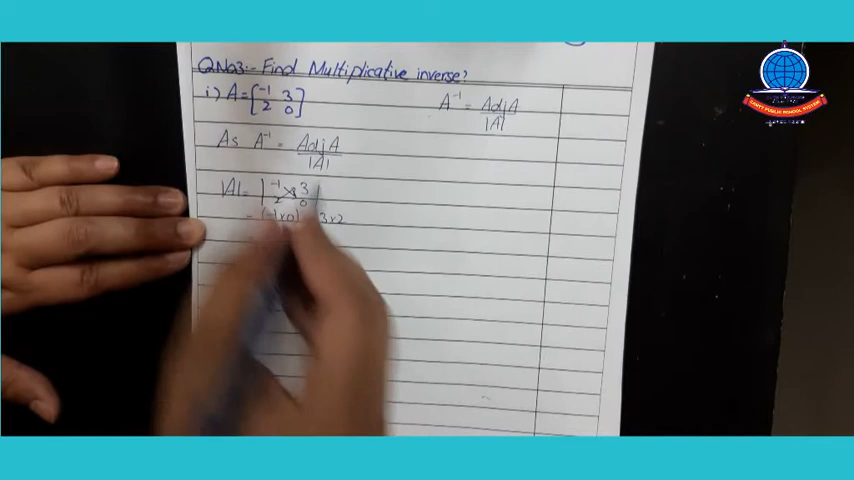 QNo3:- Find Multiplicative inverse?
i) A = [ -1 3
2 0 ]
A⁻¹ = AdjA
|A|
As A⁻¹ = AdjA
|A|
|A| = | -1 3 |
2 0
= (-1×0) 3×2